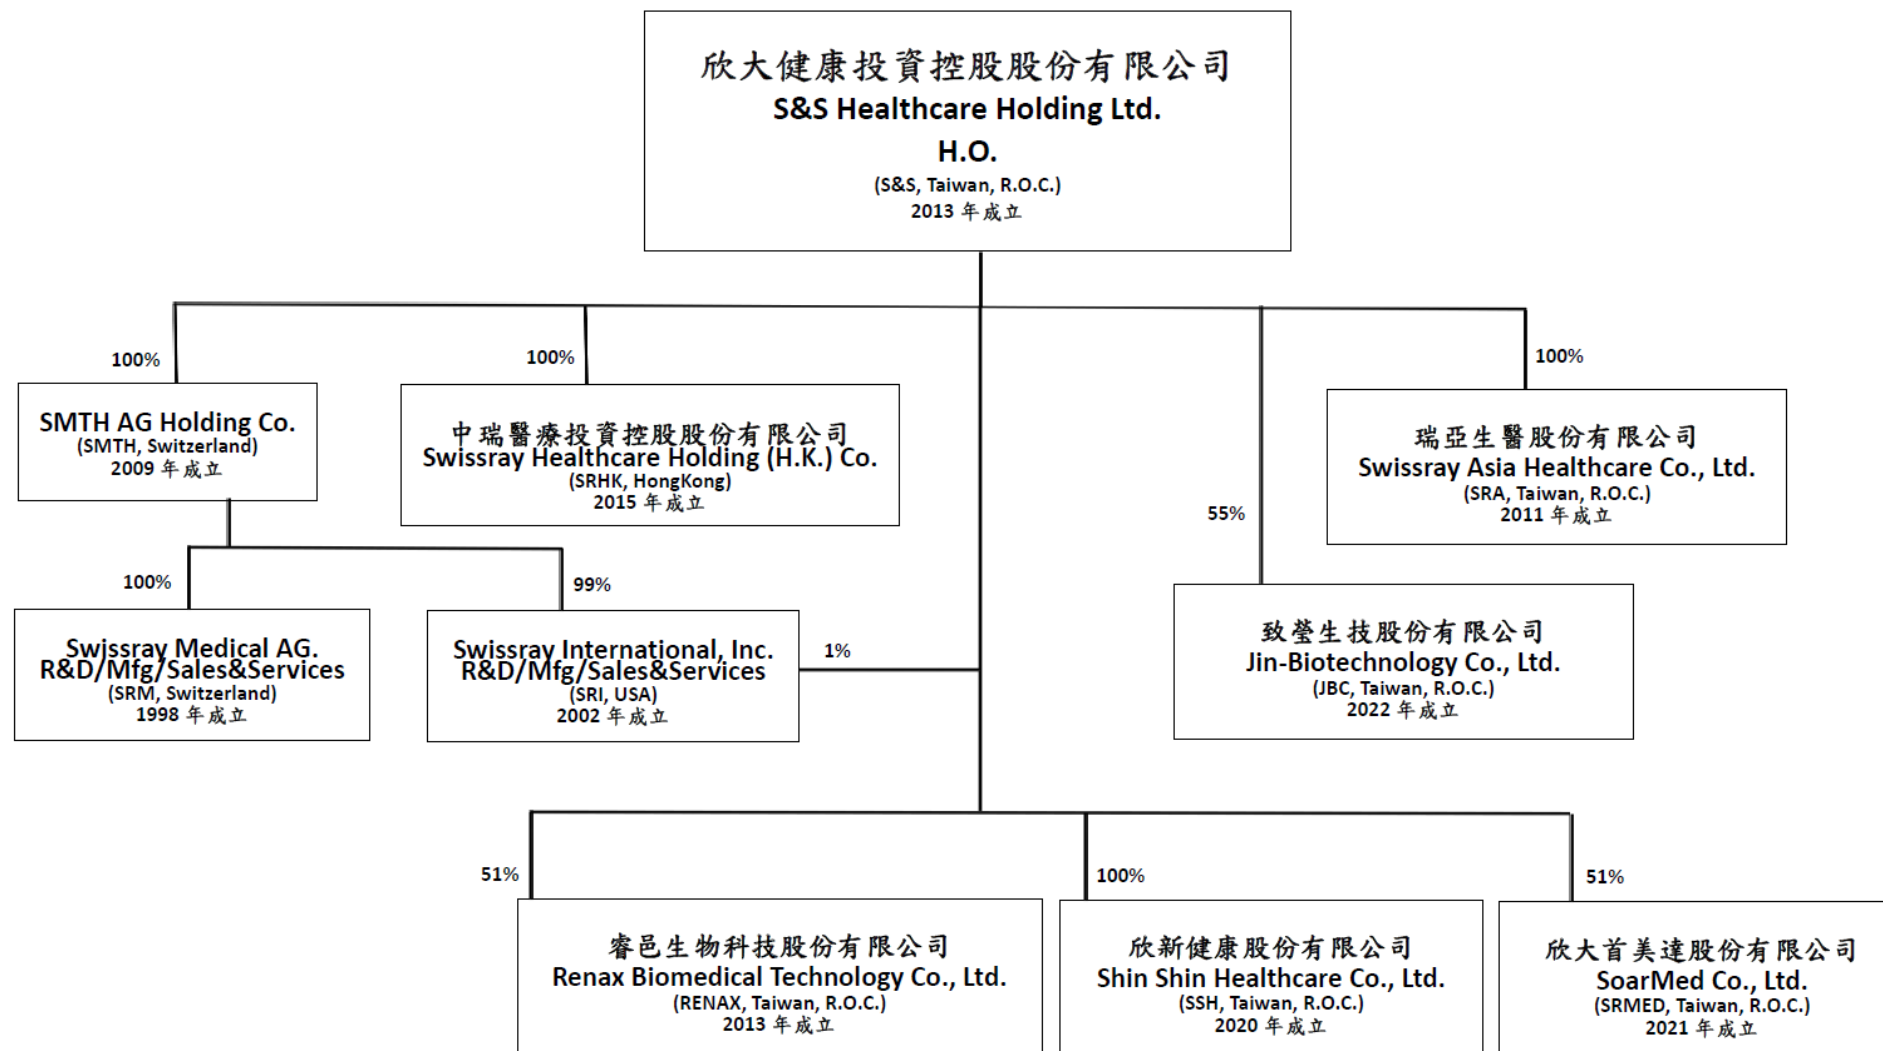 欣大健康投資控股股份有限公司
S&S Healthcare Holding Ltd.
H.O.
(S&S, Taiwan, R.O.C.)
2013 年成立
100%
SMTH AG Holding Co.
(SMTH, Switzerland)
2009 年成立
100%
中瑞醫療投資控股股份有限公司
Swissray Healthcare Holding (H.K.) Co.
(SRHK, HongKong)
2015 年成立
100%
瑞亞生醫股份有限公司
Swissray Asia Healthcare Co., Ltd.
(SRA, Taiwan, R.O.C.)
2011 年成立
55%
致瑩生技股份有限公司
Jin-Biotechnology Co., Ltd.
(JBC, Taiwan, R.O.C.)
2022 年成立
100%
Swissray Medical AG.
R&D/Mfg/Sales&Services
(SRM, Switzerland)
1998 年成立
99%
Swissray International, Inc.
R&D/Mfg/Sales&Services
(SRI, USA)
2002 年成立
1%
51%
睿邑生物科技股份有限公司
Renax Biomedical Technology Co., Ltd.
(RENAX, Taiwan, R.O.C.)
2013 年成立
100%
欣新健康股份有限公司
Shin Shin Healthcare Co., Ltd.
(SSH, Taiwan, R.O.C.)
2020 年成立
51%
欣大首美達股份有限公司
SoarMed Co., Ltd.
(SRMED, Taiwan, R.O.C.)
2021 年成立